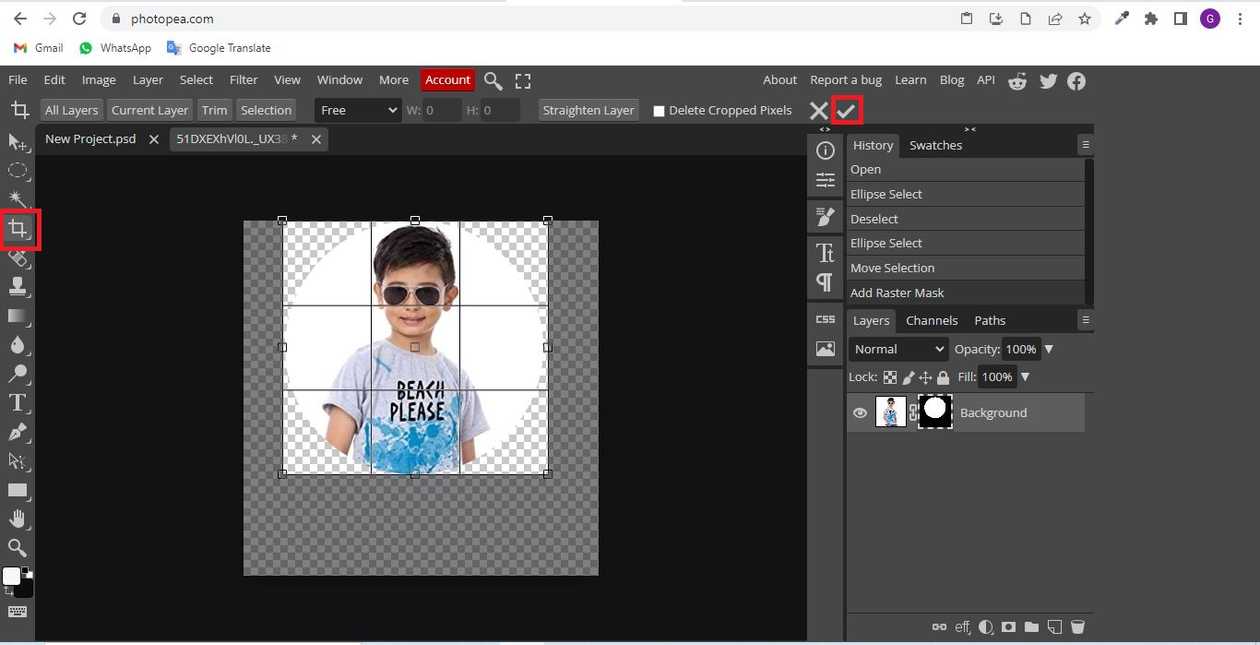 photopea.com
G
Gmail WhatsApp Google Translate
File Edit Image Layer Select Filter View Window More Account About Report a bug Learn Blog API
All Layers Current Layer Trim Selection Free W: 0 H: 0 Straighten Layer Delete Cropped Pixels
New Project.psd 51DXEXhVl0L._UX38 *
History Swatches
Open
Ellipse Select
Deselect
Ellipse Select
Move Selection
Add Raster Mask
CSS
Layers Channels Paths
Normal Opacity: 100%
Lock: Fill: 100%
Background
BEACH
PLEASE
eff